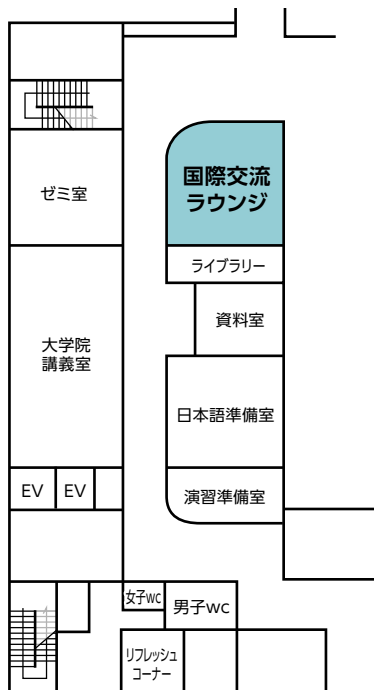 国際交流
ラウンジ
ゼミ室
ライブラリー
資料室
大学院
講義室
日本語準備室
EV
EV
演習準備室
女子wc
男子wc
リフレッシュ
コーナー